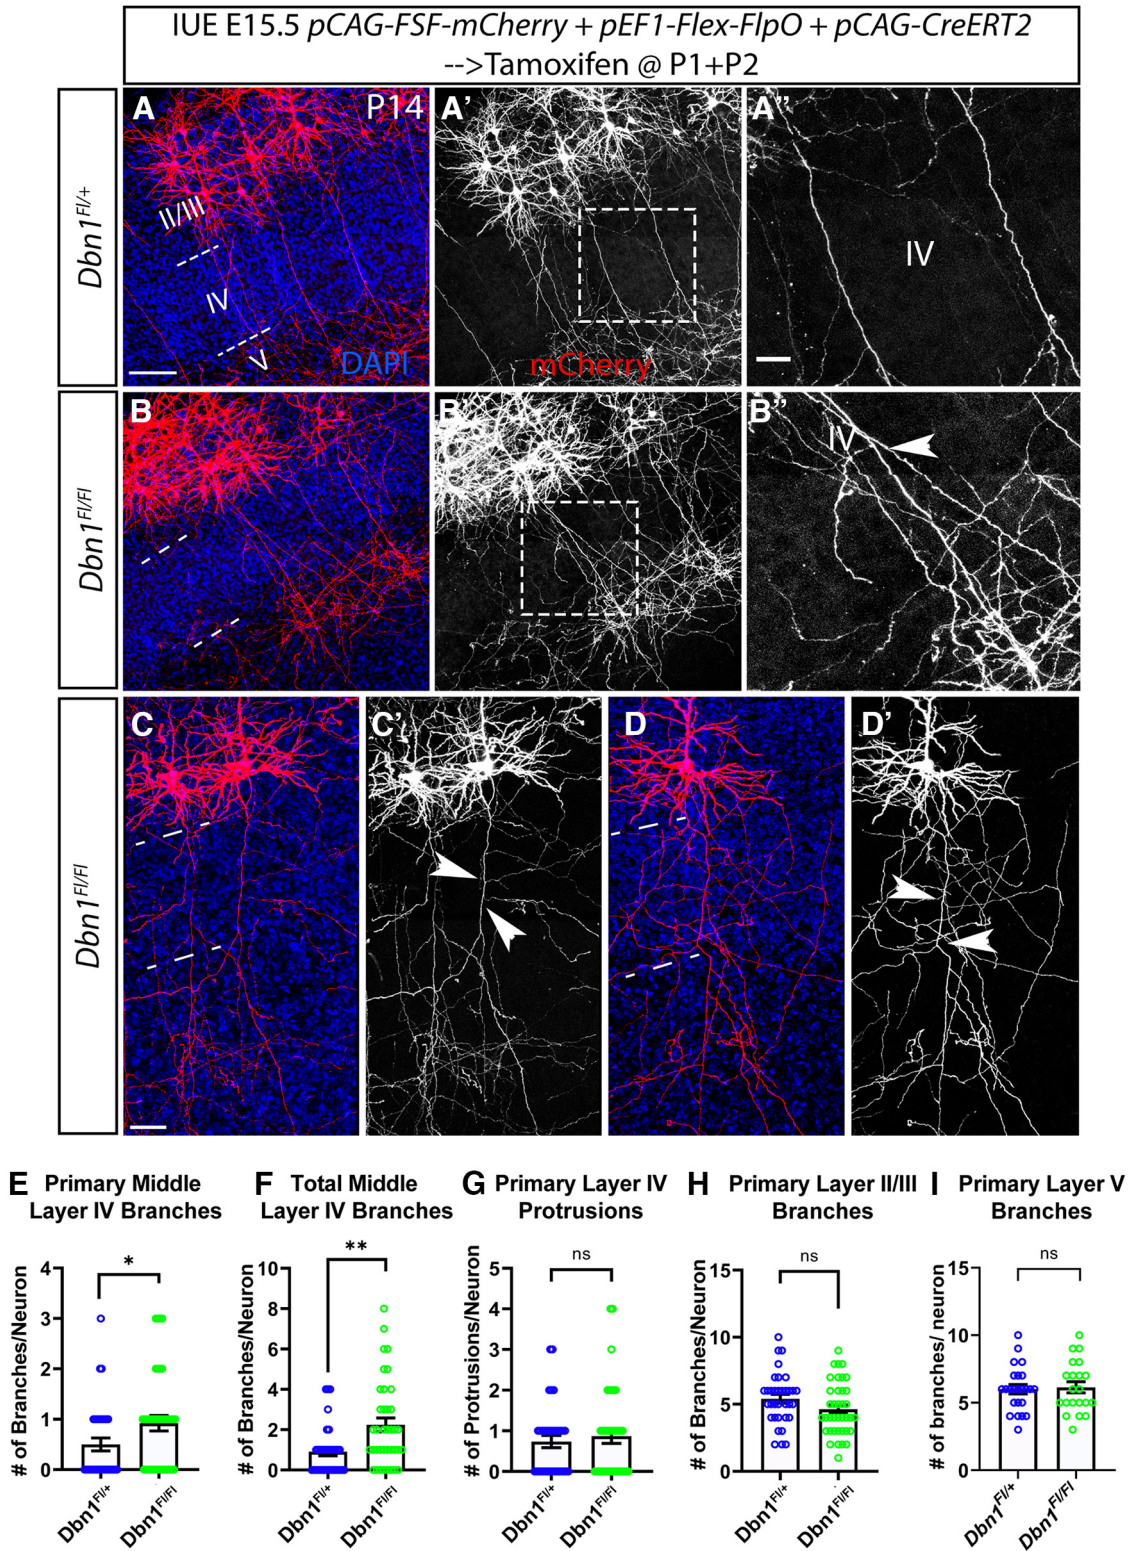 IUE E15.5 pCAG-FSF-mCherry + pEF1-Flex-FlpO + pCAG-CreERT2
-->Tamoxifen @ P1+P2
Dbn1Fl/+
A
P14
II/III
IV
V
DAPI
A'
mCherry
A"
IV
Dbn1Fl/Fl
B
B'
B"
IV
Dbn1Fl/Fl
C
C'
D
D'
E Primary Middle
Layer IV Branches
# of Branches/Neuron
4
3
2
1
0
*
Dbn1Fl/+
Dbn1Fl/Fl
F Total Middle
Layer IV Branches
# of Branches/Neuron
10
8
6
4
2
0
**
Dbn1Fl/+
Dbn1Fl/Fl
G Primary Layer IV
Protrusions
# of Protrusions/Neuron
5
4
3
2
1
0
ns
Dbn1Fl/+
Dbn1Fl/Fl
H Primary Layer II/III
Branches
# of Branches/Neuron
15
10
5
0
ns
Dbn1Fl/+
Dbn1Fl/Fl
I Primary Layer V
Branches
# of branches/ neuron
15
10
5
0
ns
Dbn1Fl/+
Dbn1Fl/Fl